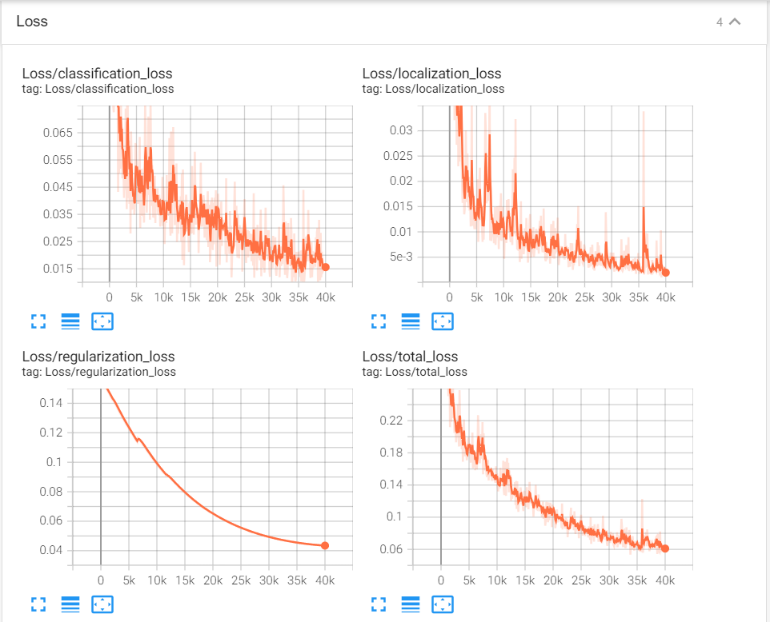 Loss
4
Loss/classification_loss
tag: Loss/classification_loss
0.065
0.055
0.045
0.035
0.025
0.015
0 5k 10k 15k 20k 25k 30k 35k 40k
Loss/localization_loss
tag: Loss/localization_loss
0.03
0.025
0.02
0.015
0.01
5e-3
0 5k 10k 15k 20k 25k 30k 35k 40k
Loss/regularization_loss
tag: Loss/regularization_loss
0.14
0.12
0.1
0.08
0.06
0.04
0 5k 10k 15k 20k 25k 30k 35k 40k
Loss/total_loss
tag: Loss/total_loss
0.22
0.18
0.14
0.1
0.06
0 5k 10k 15k 20k 25k 30k 35k 40k